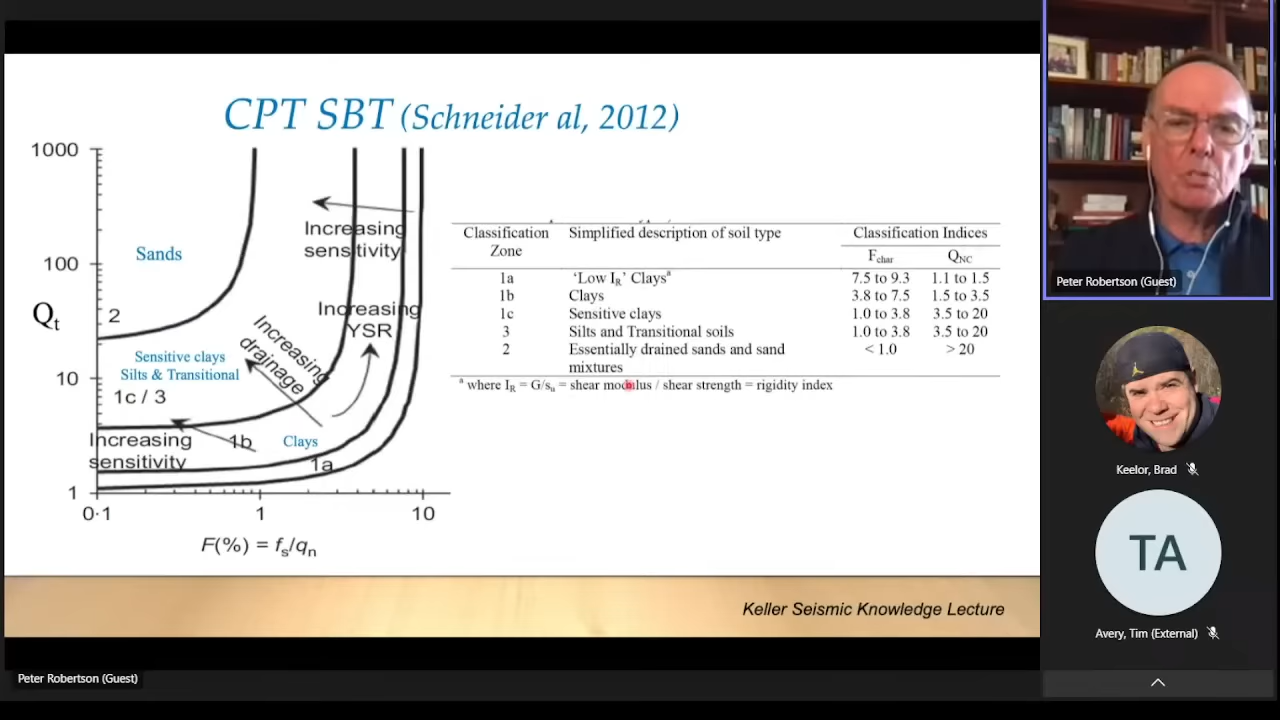 CPT SBT (Schneider al, 2012)
1000
100
10
1
Qt
0·1
1
10
F(%) = fs/qn
Sands
2
Increasing
sensitivity
Increasing
YSR
Increasing
drainage
Sensitive clays
Silts & Transitional
1c / 3
Increasing
sensitivity
1b
Clays
1a
Classification Zone Simplified description of soil type Classification Indices
Fchar QNC
1a 'Low IR' Claysa 7.5 to 9.3 1.1 to 1.5
1b Clays 3.8 to 7.5 1.5 to 3.5
1c Sensitive clays 1.0 to 3.8 3.5 to 20
3 Silts and Transitional soils 1.0 to 3.8 3.5 to 20
2 Essentially drained sands and sand < 1.0 > 20
mixtures
a where IR = G/su = shear modulus / shear strength = rigidity index
Keller Seismic Knowledge Lecture
Peter Robertson (Guest)
Peter Robertson (Guest)
Keelor, Brad
TA
Avery, Tim (External)